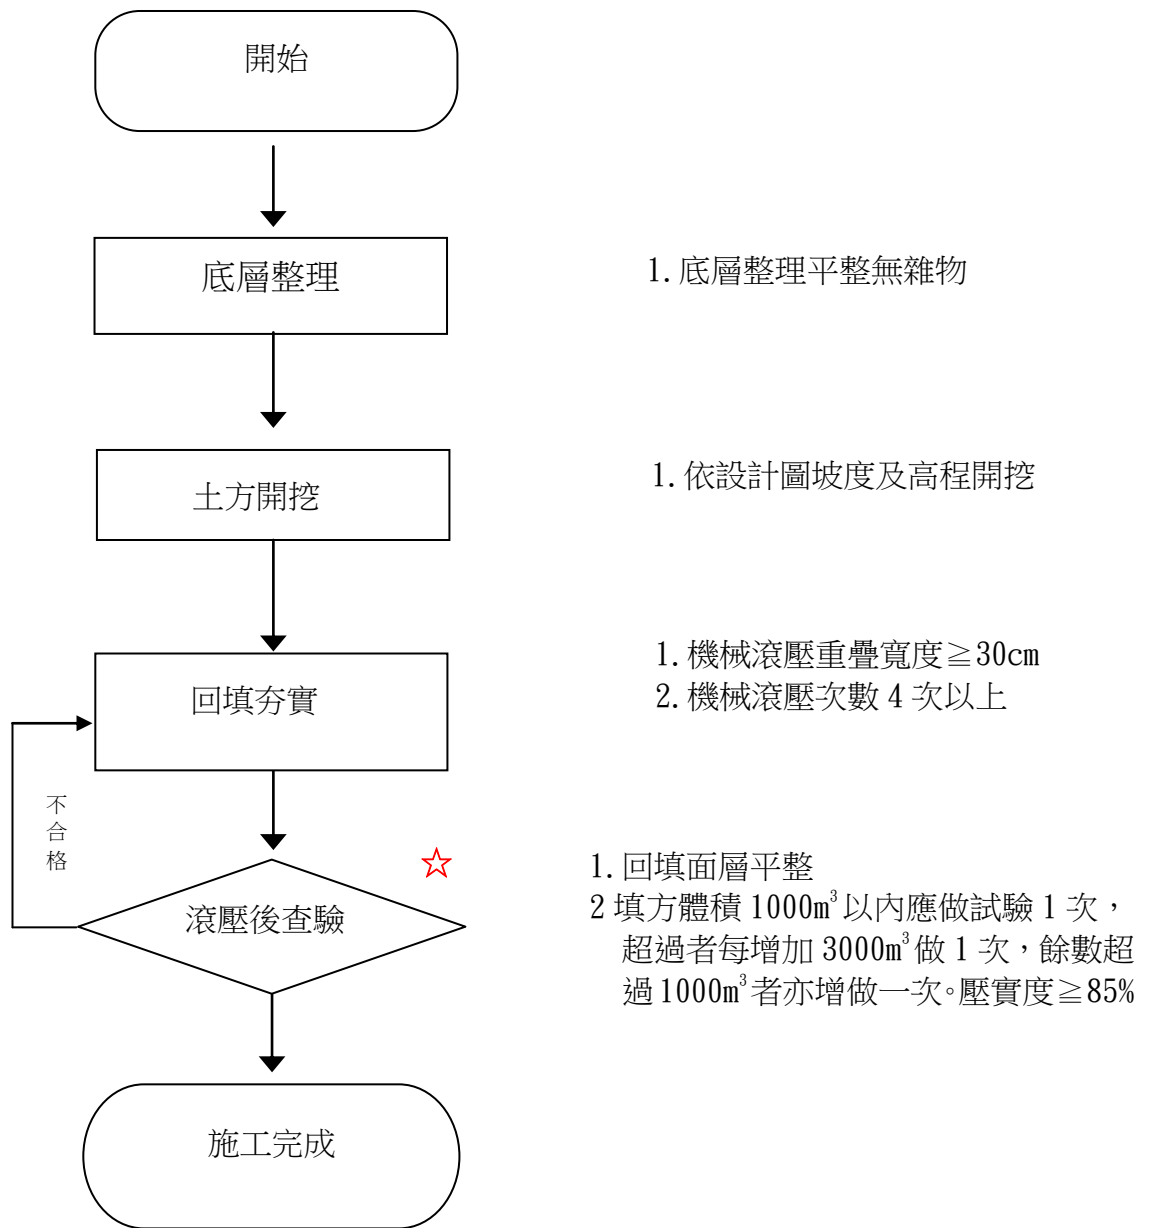 開始
底層整理
1.底層整理平整無雜物
土方開挖
1.依設計圖坡度及高程開挖
回填夯實
1.機械滾壓重疊寬度≧30cm
2.機械滾壓次數4次以上
不合格
滾壓後查驗
☆
1.回填面層平整
2填方體積1000m³以內應做試驗1次，
超過者每增加3000m³做1次，餘數超
過1000m³者亦增做一次。壓實度≧85%
施工完成